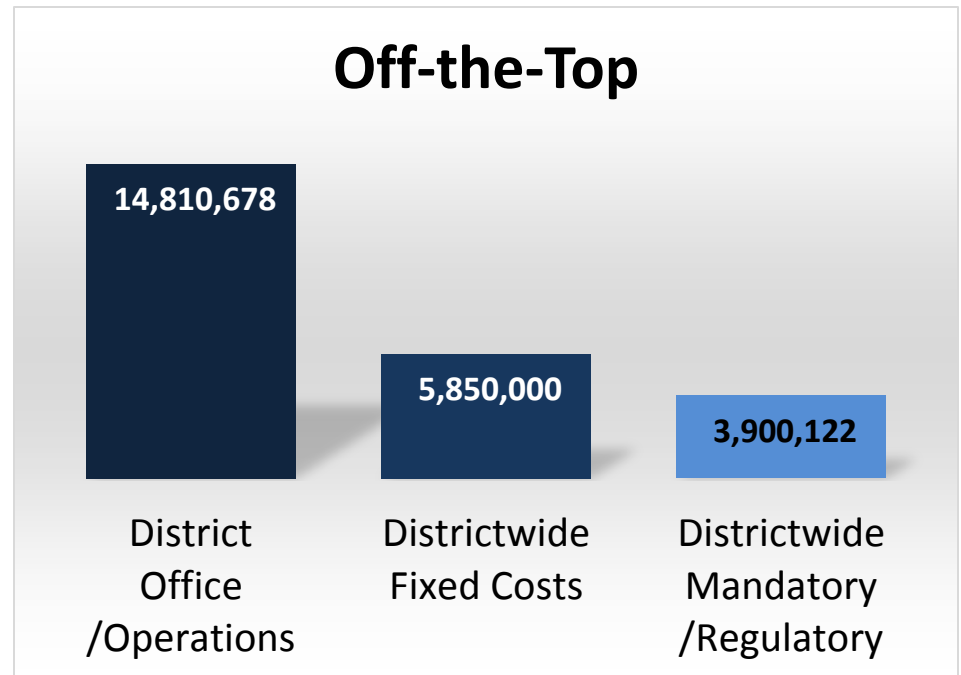 Off-the-Top
14,810,678
5,850,000
3,900,122
District
Office
/Operations
Districtwide
Fixed Costs
Districtwide
Mandatory
/Regulatory